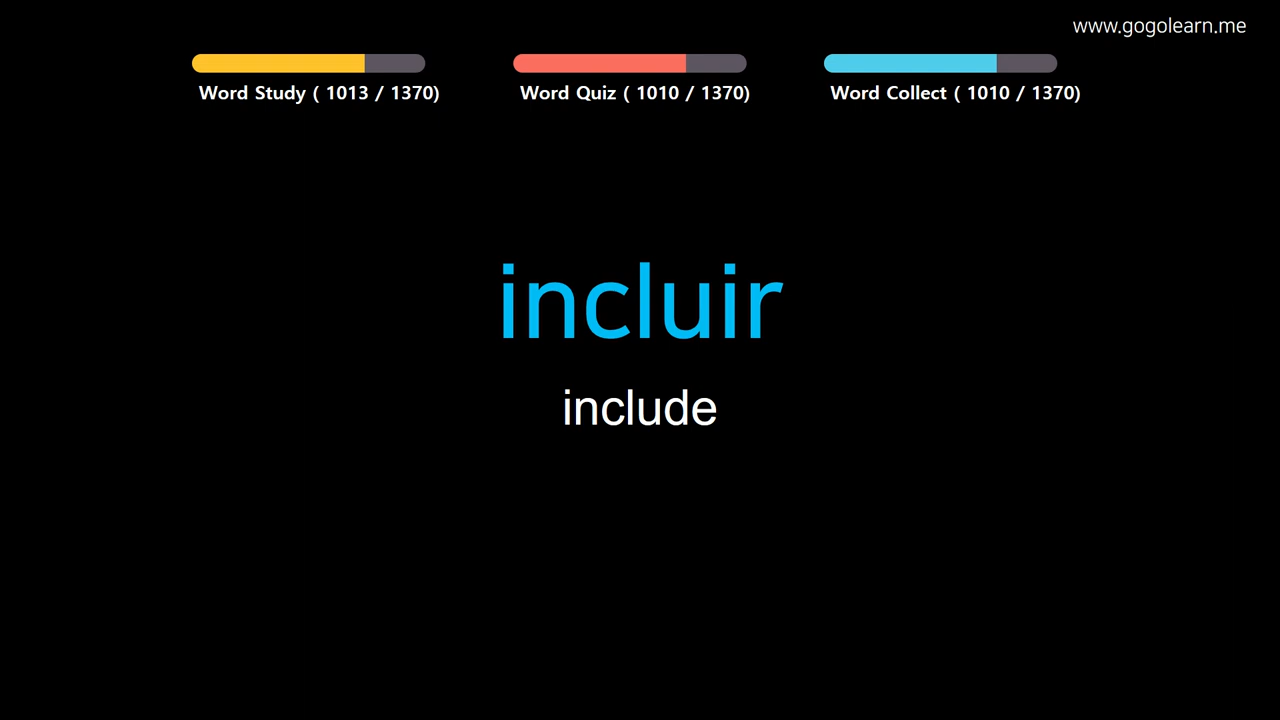 www.gogolearn.me
Word Study ( 1013 / 1370)
Word Quiz ( 1010 / 1370)
Word Collect ( 1010 / 1370)
incluir
include